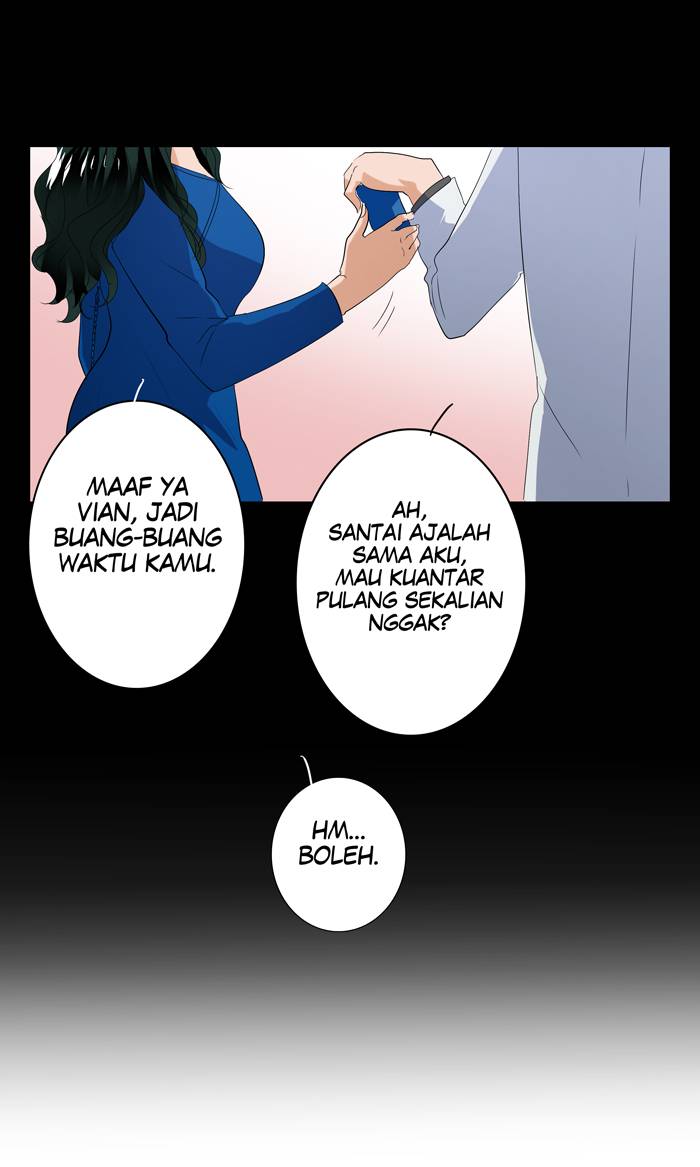 MAAF YA
VIAN, JADI
BUANG-BUANG
WAKTU KAMU.
AH,
SANTAI AJALAH
SAMA AKU,
MAU KUANTAR
PULANG SEKALIAN
NGGAK?
HM...
BOLEH.